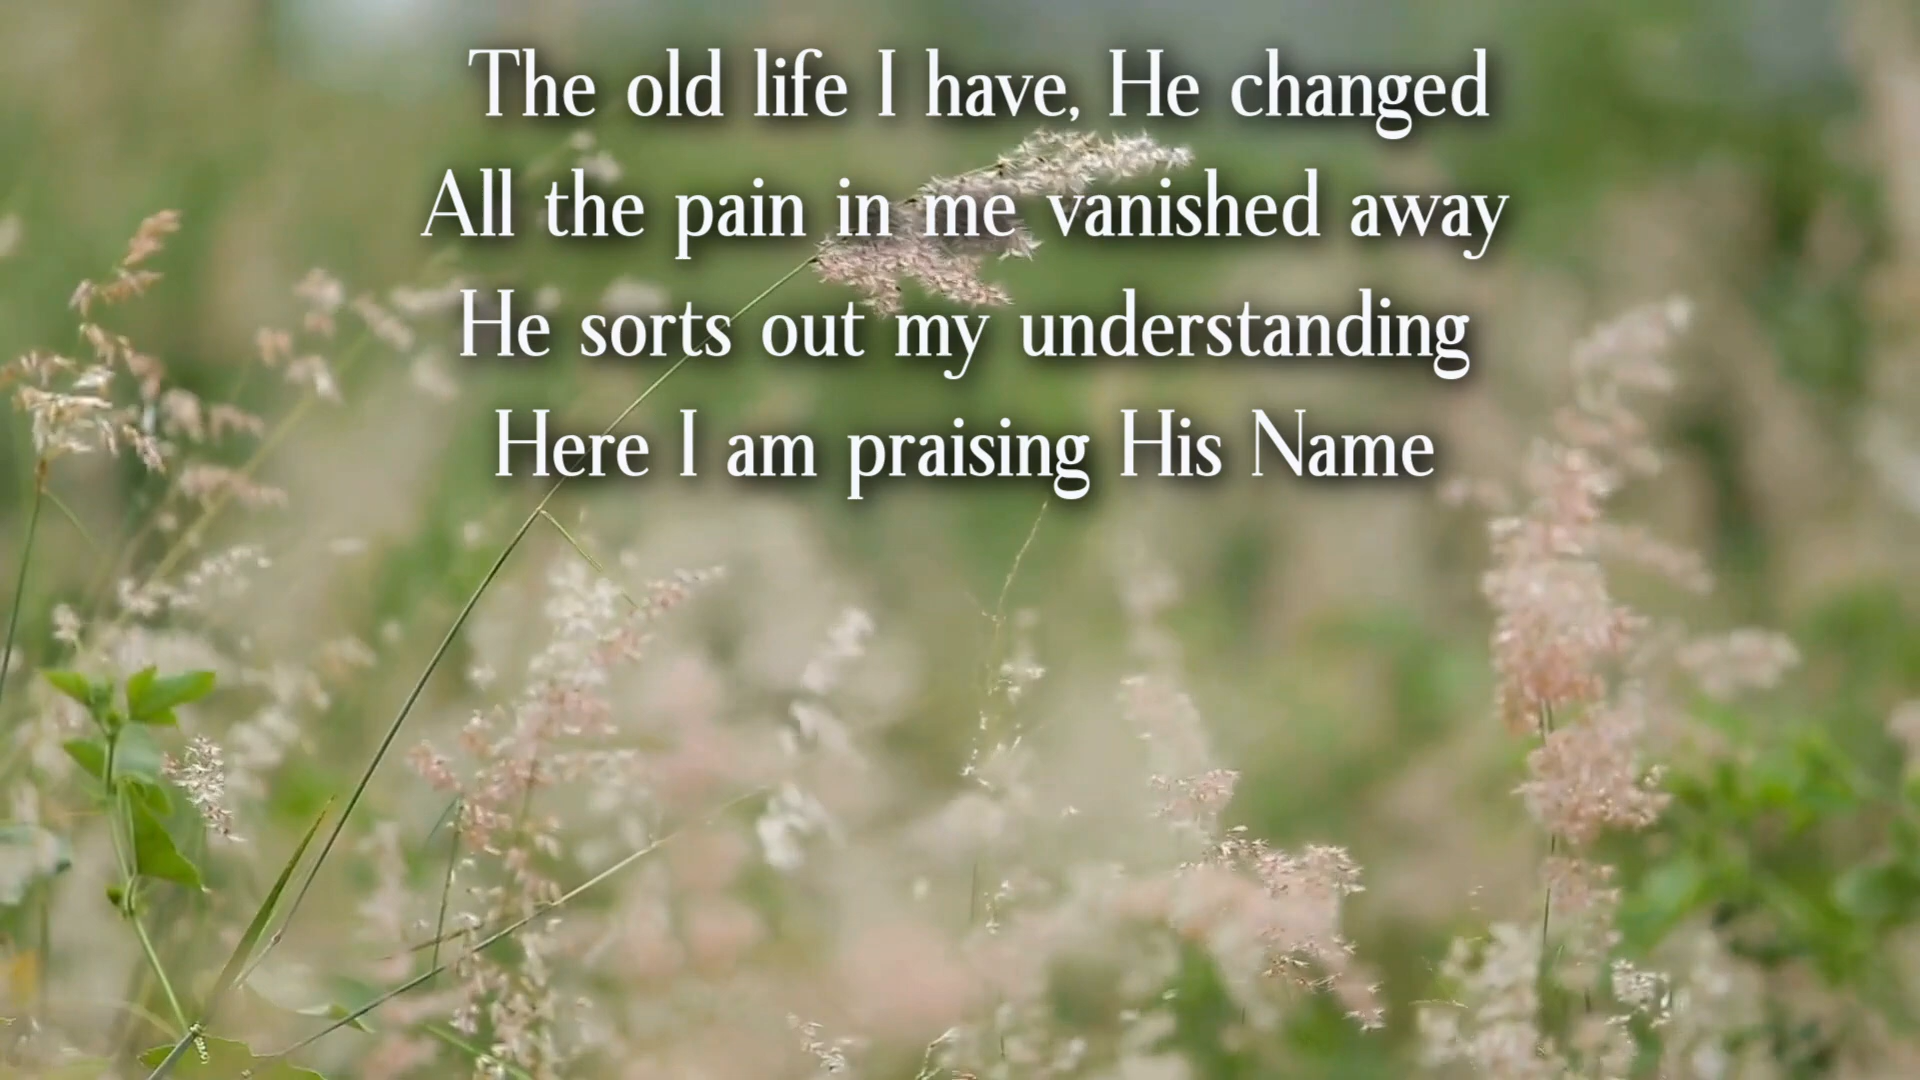 The old life I have, He changed
All the pain in me vanished away
He sorts out my understanding
Here I am praising His Name